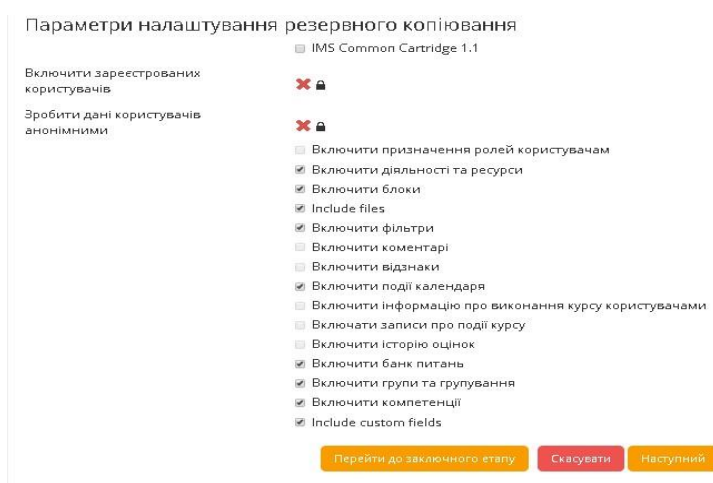 Параметри налаштування резервного копіювання
IMS Common Cartridge 1.1
Включити зареєстрованих
користувачів
Зробити дані користувачів
анонімними
Включити призначення ролей користувачам
Включити діяльності та ресурси
Включити блоки
Include files
Включити фільтри
Включити коментарі
Включити відзнаки
Включити події календаря
Включити інформацію про виконання курсу користувачами
Включати записи про події курсу
Включити історію оцінок
Включити банк питань
Включити групи та групування
Включити компетенції
Include custom fields
Перейти до заключного етапу Скасувати Наступний